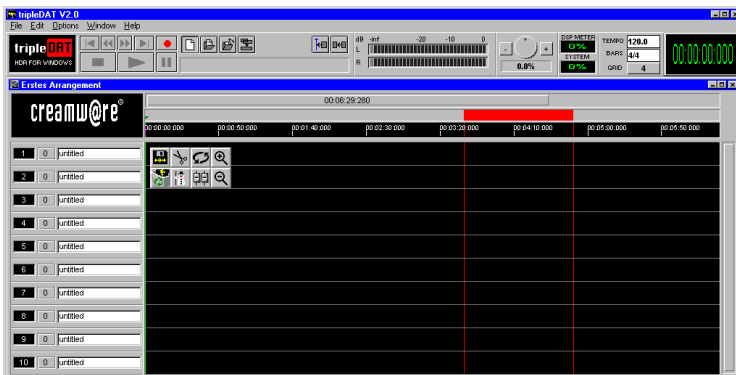 tripleDAT V2.0
File Edit Options Window Help
triple DAT
HDR FOR WINDOWS
dB -inf -20 -10 0
L
R
- +
0.0%
DSP METER
0%
SYSTEM
0%
TEMPO 120.0
BARS 4/4
GRID 4
00:00:00:000
Erstes Arrangement
creamw@re®
00:06:29:280
00:00:00:000 00:00:50:000 00:01:40:000 00:02:30:000 00:03:20:000 00:04:10:000 00:05:00:000 00:05:50:000
1 0 untitled
2 0 untitled
3 0 untitled
4 0 untitled
5 0 untitled
6 0 untitled
7 0 untitled
8 0 untitled
9 0 untitled
10 0 untitled